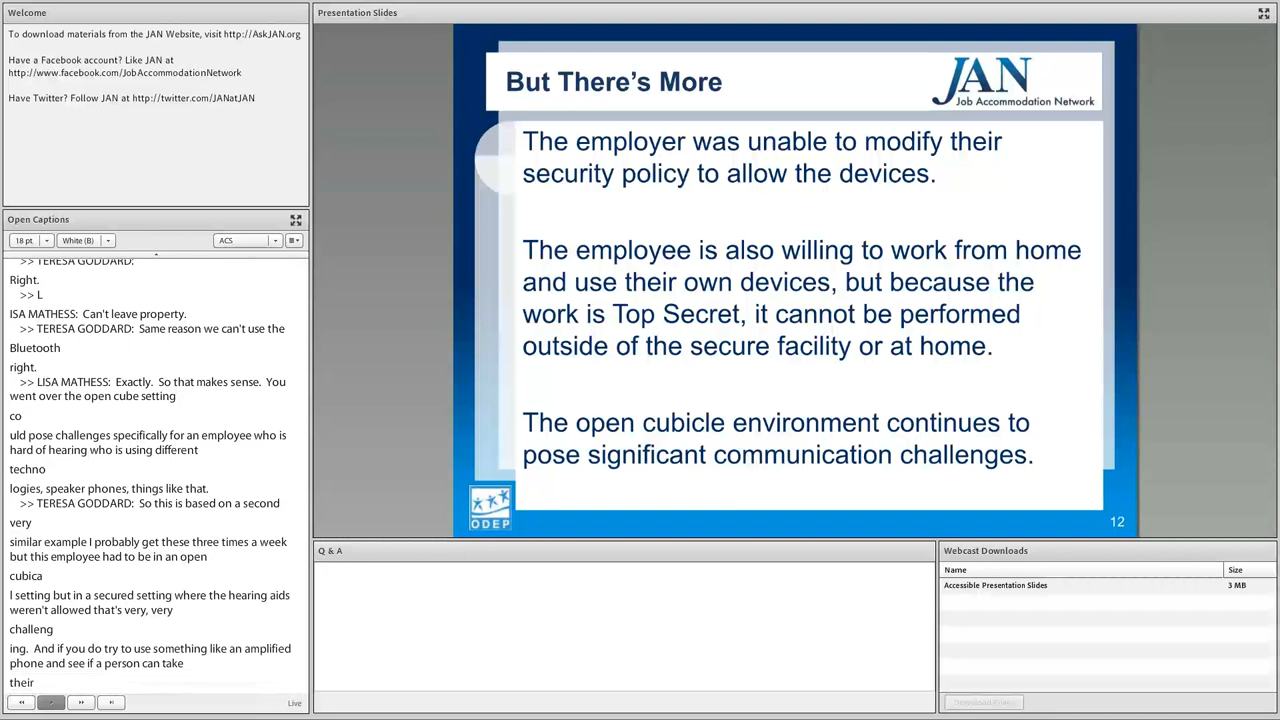 Welcome
To download materials from the JAN Website, visit http://AskJAN.org
Have a Facebook account? Like JAN at
http://www.facebook.com/JobAccommodationNetwork
Have Twitter? Follow JAN at http://twitter.com/JANatJAN
Open Captions
18 pt
White (B)
ACS
>> TERESA GODDARD:
Right.
>> L
ISA MATHESS: Can't leave property.
>> TERESA GODDARD: Same reason we can't use the
Bluetooth
right.
>> LISA MATHESS: Exactly. So that makes sense. You
went over the open cube setting
co
uld pose challenges specifically for an employee who is
hard of hearing who is using different
techno
logies, speaker phones, things like that.
>> TERESA GODDARD: So this is based on a second
very
similar example I probably get these three times a week
but this employee had to be in an open
cubica
l setting but in a secured setting where the hearing aids
weren't allowed that's very, very
challeng
ing. And if you do try to use something like an amplified
phone and see if a person can take
their
Live
Presentation Slides
But There's More
JAN
Job Accommodation Network
The employer was unable to modify their
security policy to allow the devices.
The employee is also willing to work from home
and use their own devices, but because the
work is Top Secret, it cannot be performed
outside of the secure facility or at home.
The open cubicle environment continues to
pose significant communication challenges.
ODEP
12
Q & A
Webcast Downloads
Name
Size
Accessible Presentation Slides
3 MB